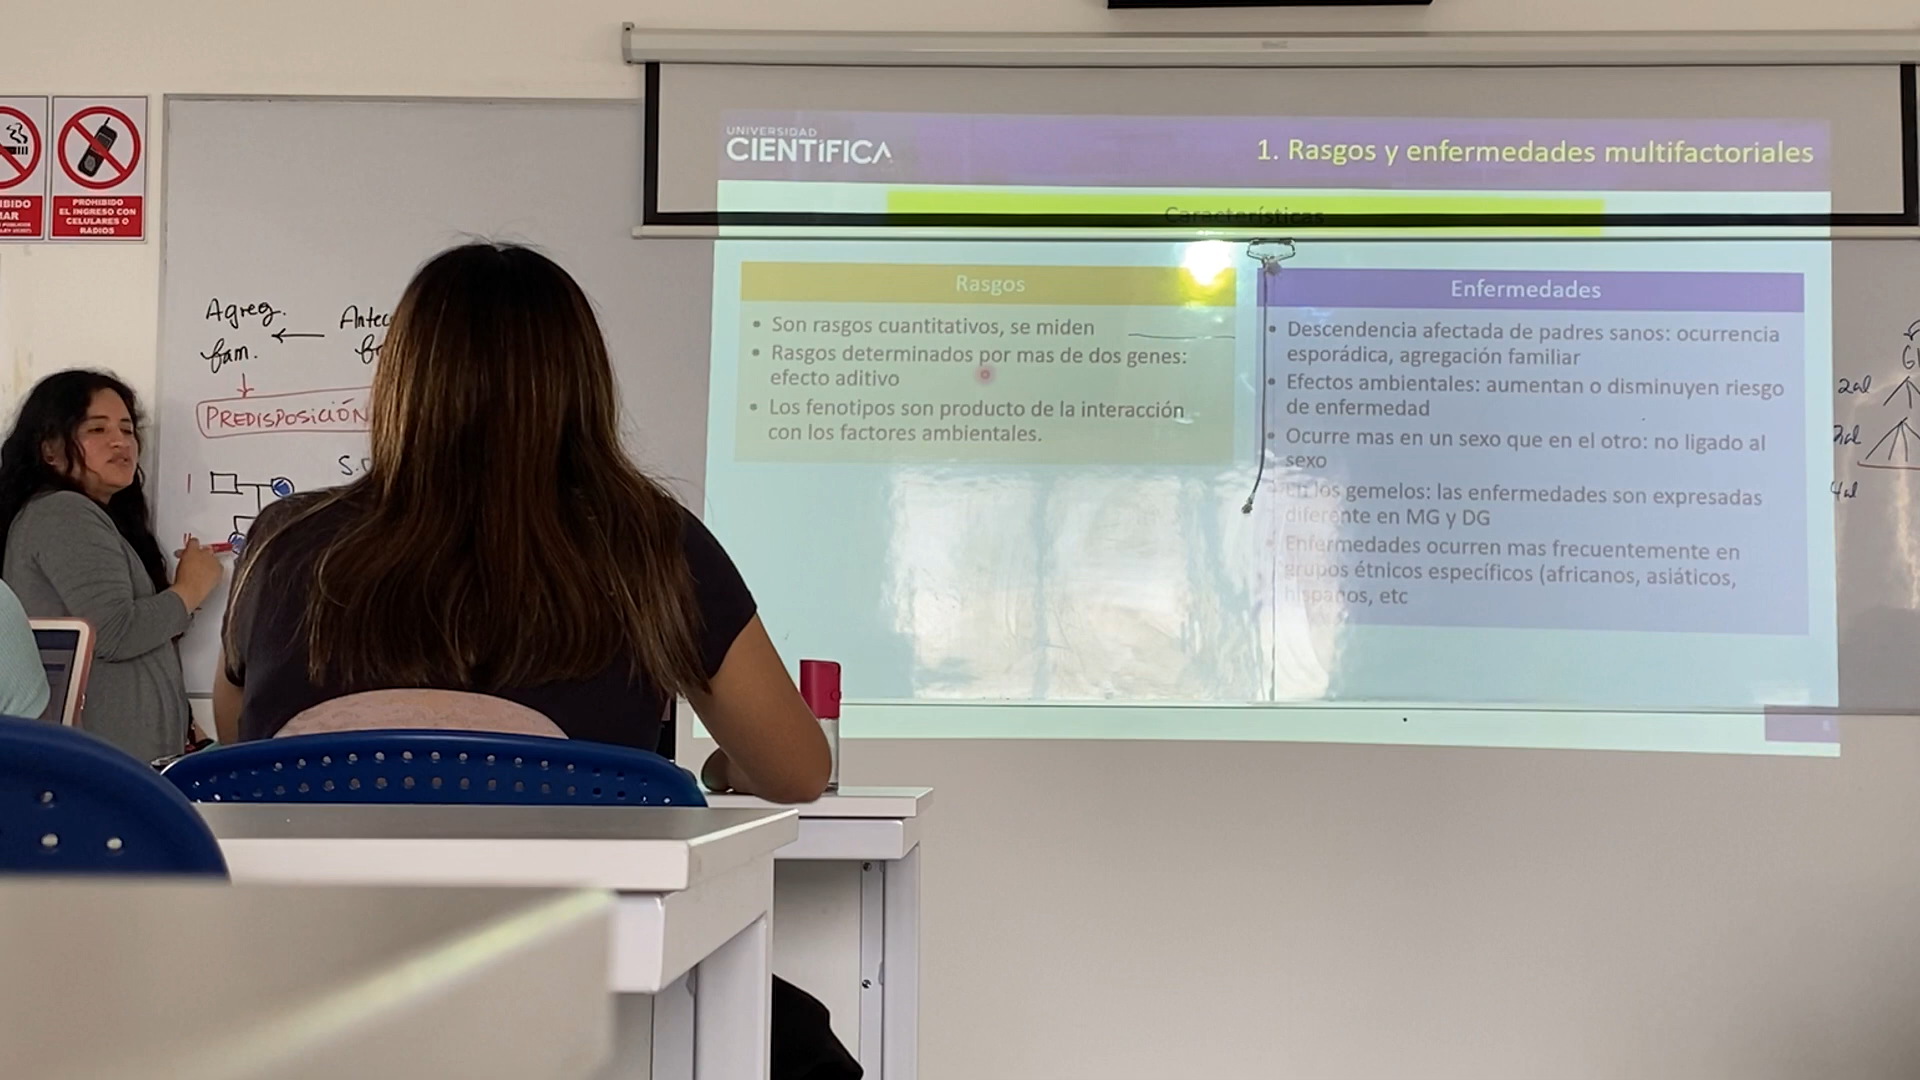 UNIVERSIDAD
CIENTÍFICA
1. Rasgos y enfermedades multifactoriales
Características
Rasgos
• Son rasgos cuantitativos, se miden
• Rasgos determinados por mas de dos genes:
efecto aditivo
• Los fenotipos son producto de la interacción
con los factores ambientales.
Enfermedades
• Descendencia afectada de padres sanos: ocurrencia
esporádica, agregación familiar
• Efectos ambientales: aumentan o disminuyen riesgo
de enfermedad
• Ocurre mas en un sexo que en el otro: no ligado al
sexo
• En los gemelos: las enfermedades son expresadas
diferente en MG y DG
• Enfermedades ocurren mas frecuentemente en
grupos étnicos específicos (africanos, asiáticos,
hispanos, etc
PROHIBIDO
EL INGRESO CON
CELULARES O
RADIOS
Agreg.
fam.
PREDISPOSICIÓN